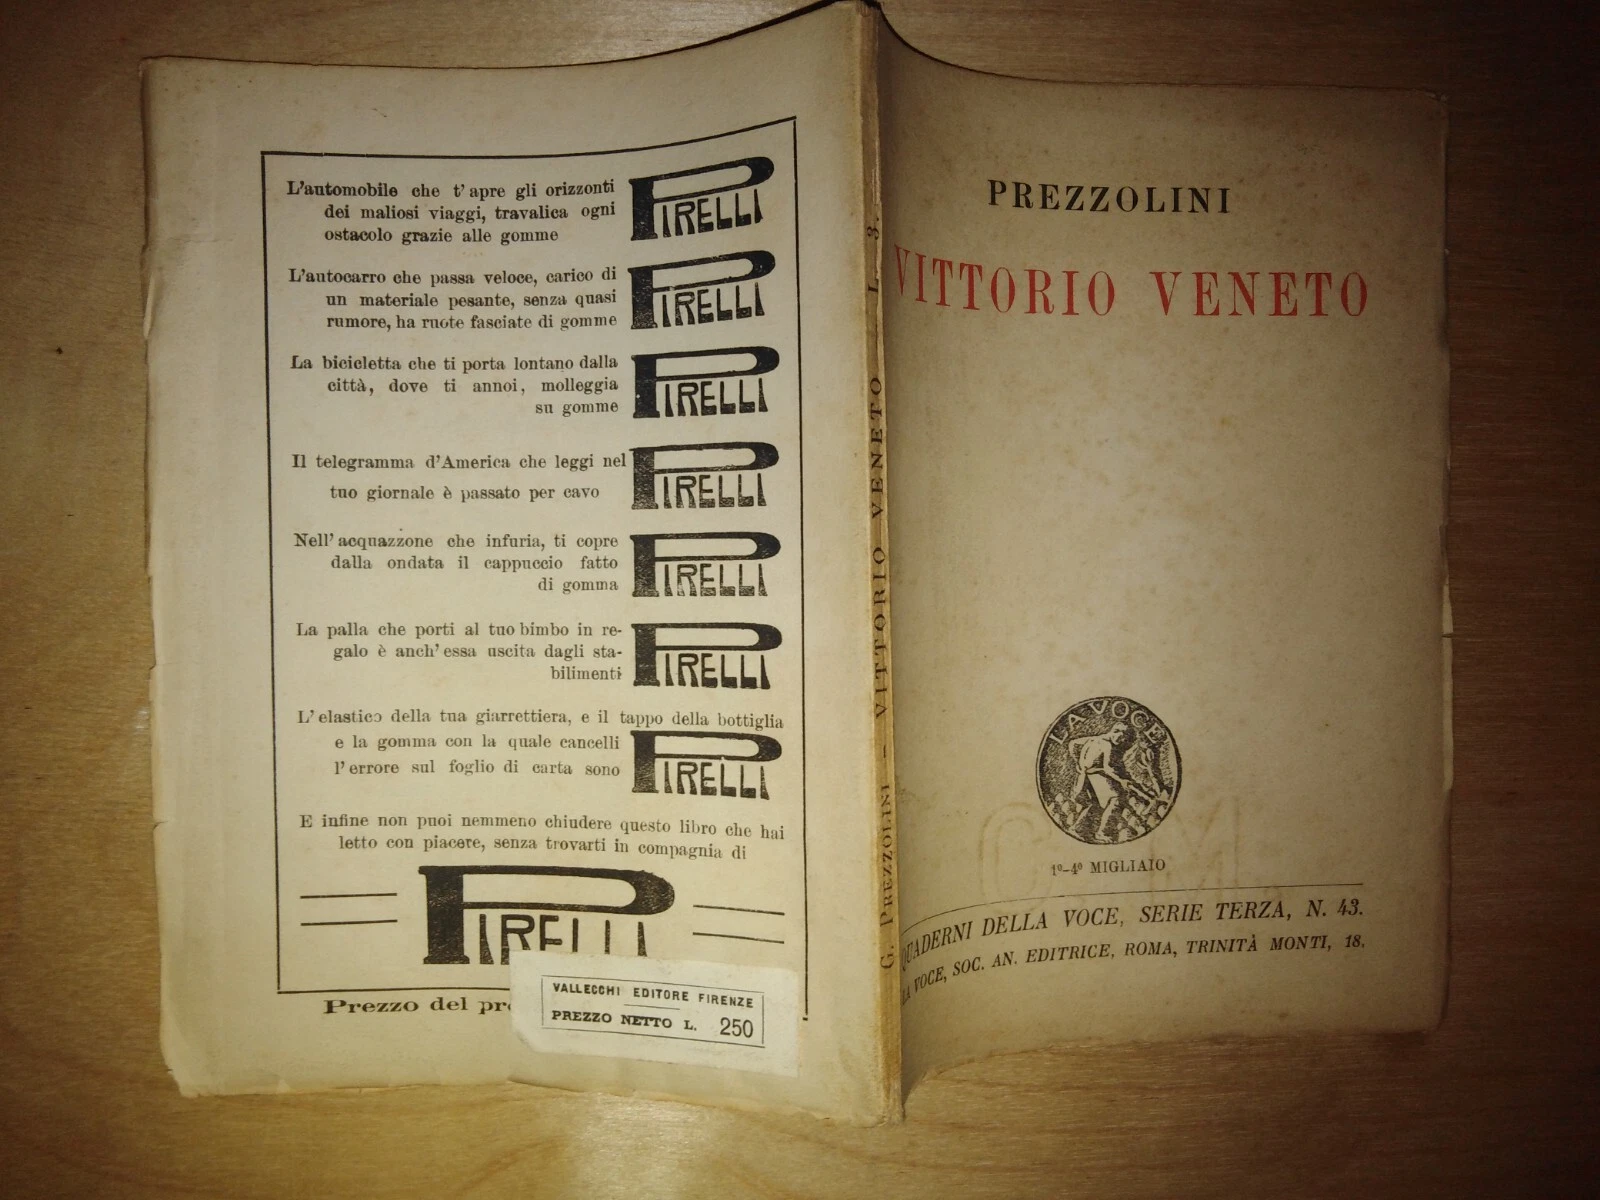 L'automobile che t'apre gli orizzonti
dei maliosi viaggi, travalica ogni
ostacolo grazie alle gomme
PIRELLI
L'autocarro che passa veloce, carico di
un materiale pesante, senza quasi
rumore, ha ruote fasciate di gomme
PIRELLI
La bicicletta che ti porta lontano dalla
città, dove ti annoi, molleggia
su gomme
PIRELLI
Il telegramma d'America che leggi nel
tuo giornale è passato per cavo
PIRELLI
Nell'acquazzone che infuria, ti copre
dalla ondata il cappuccio fatto
di gomma
PIRELLI
La palla che porti al tuo bimbo in re-
galo è anch'essa uscita dagli sta-
bilimenti
PIRELLI
L'elastico della tua giarrettiera, e il tappo della bottiglia
e la gomma con la quale cancelli
l'errore sul foglio di carta sono
PIRELLI
E infine non puoi nemmeno chiudere questo libro che hai
letto con piacere, senza trovarti in compagnia di
PIRELLI
Prezzo del pr
VALLECCHI EDITORE FIRENZE
PREZZO NETTO L. 250
G. PREZZOLINI - VITTORIO VENETO - L. 3.
PREZZOLINI
VITTORIO VENETO
LA VOCE
1º-4º MIGLIAIO
QUADERNI DELLA VOCE, SERIE TERZA, N. 43.
LA VOCE, SOC. AN. EDITRICE, ROMA, TRINITÀ MONTI, 18.